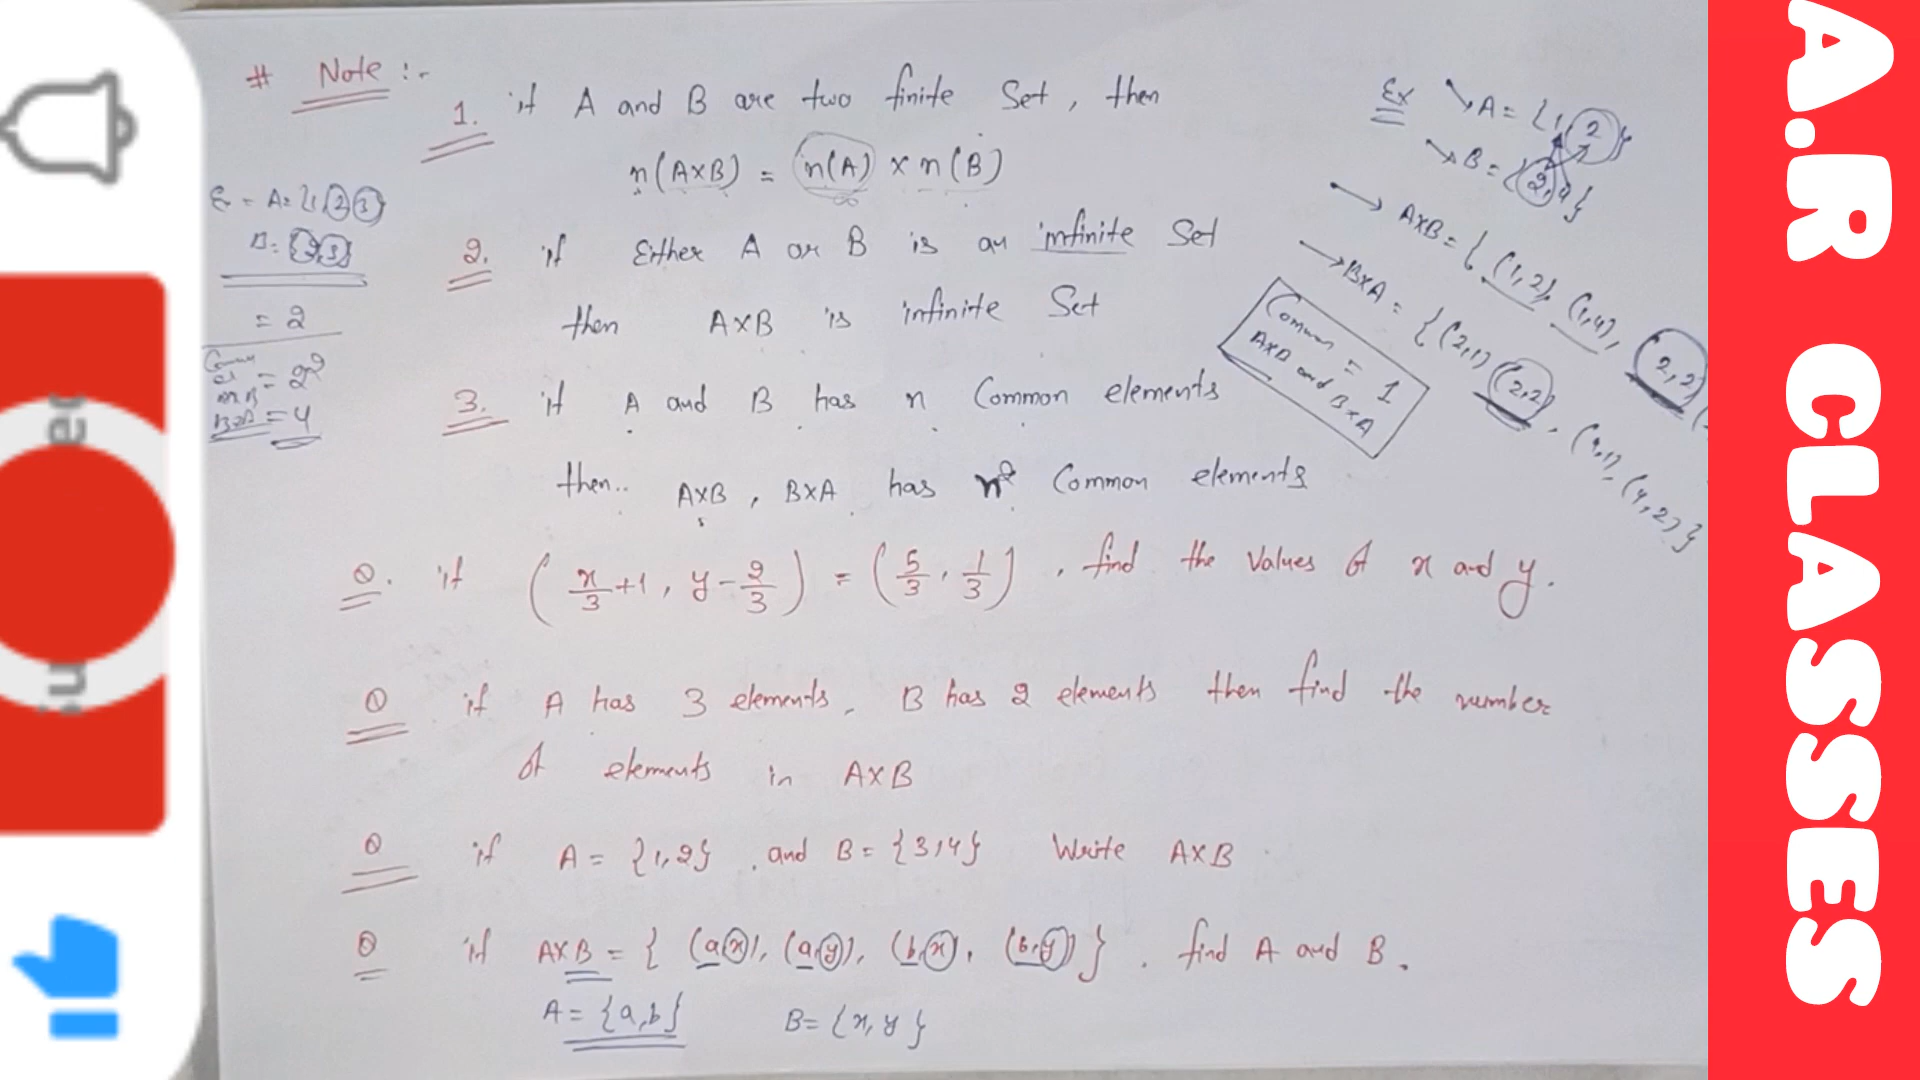 # Note :-
1. if A and B are two finite Set , then
n(A×B) = n(A) × n(B)
2. if Either A or B is an infinite Set
then A×B is infinite Set
3. if A and B has n Common elements
then.. A×B , B×A has n² Common elements
Ex A = {1, 2}
B = {2, 4}
A×B = { (1,2), (1,4), (2,2)
B×A = { (2,1) (2,2), (4,1), (4,2) }
Common = 1
A×B and B×A
A = {1, 2, 3}
B = {2, 3}
= 2
= 2²
B×A = 4
Q. if ( x/3 + 1 , y - 2/3 ) = ( 5/3 , 1/3 ) , find the Values of x and y.
Q if A has 3 elements, B has 2 elements then find the number
of elements in A×B
Q if A = {1,2} and B = {3,4} Write A×B
Q if A×B = { (a,x), (a,y), (b,x), (b,y) } . find A and B.
A = {a,b} B = {x, y}
A.R CLASSES